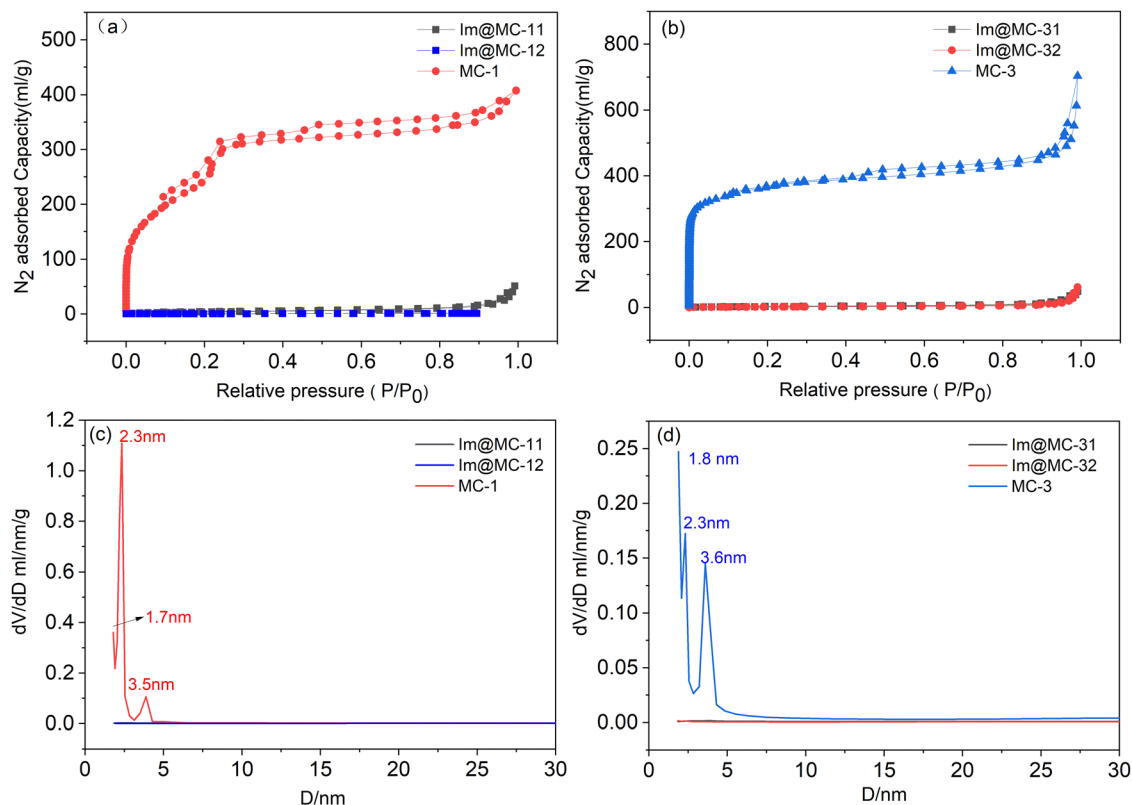 (a)
Im@MC-11
Im@MC-12
MC-1
500
400
300
200
100
0
N₂ adsorbed Capacity(ml/g)
0.0 0.2 0.4 0.6 0.8 1.0
Relative pressure ( P/P₀)
(b)
Im@MC-31
Im@MC-32
MC-3
800
600
400
200
0
N₂ adsorbed Capacity(ml/g)
0.0 0.2 0.4 0.6 0.8 1.0
Relative pressure ( P/P₀)
(c)
2.3nm
Im@MC-11
Im@MC-12
MC-1
1.7nm
3.5nm
1.2
1.0
0.8
0.6
0.4
0.2
0.0
dV/dD ml/nm/g
0 5 10 15 20 25 30
D/nm
(d)
1.8 nm
2.3nm
3.6nm
Im@MC-31
Im@MC-32
MC-3
0.25
0.20
0.15
0.10
0.05
0.00
dV/dD ml/nm/g
0 5 10 15 20 25 30
D/nm